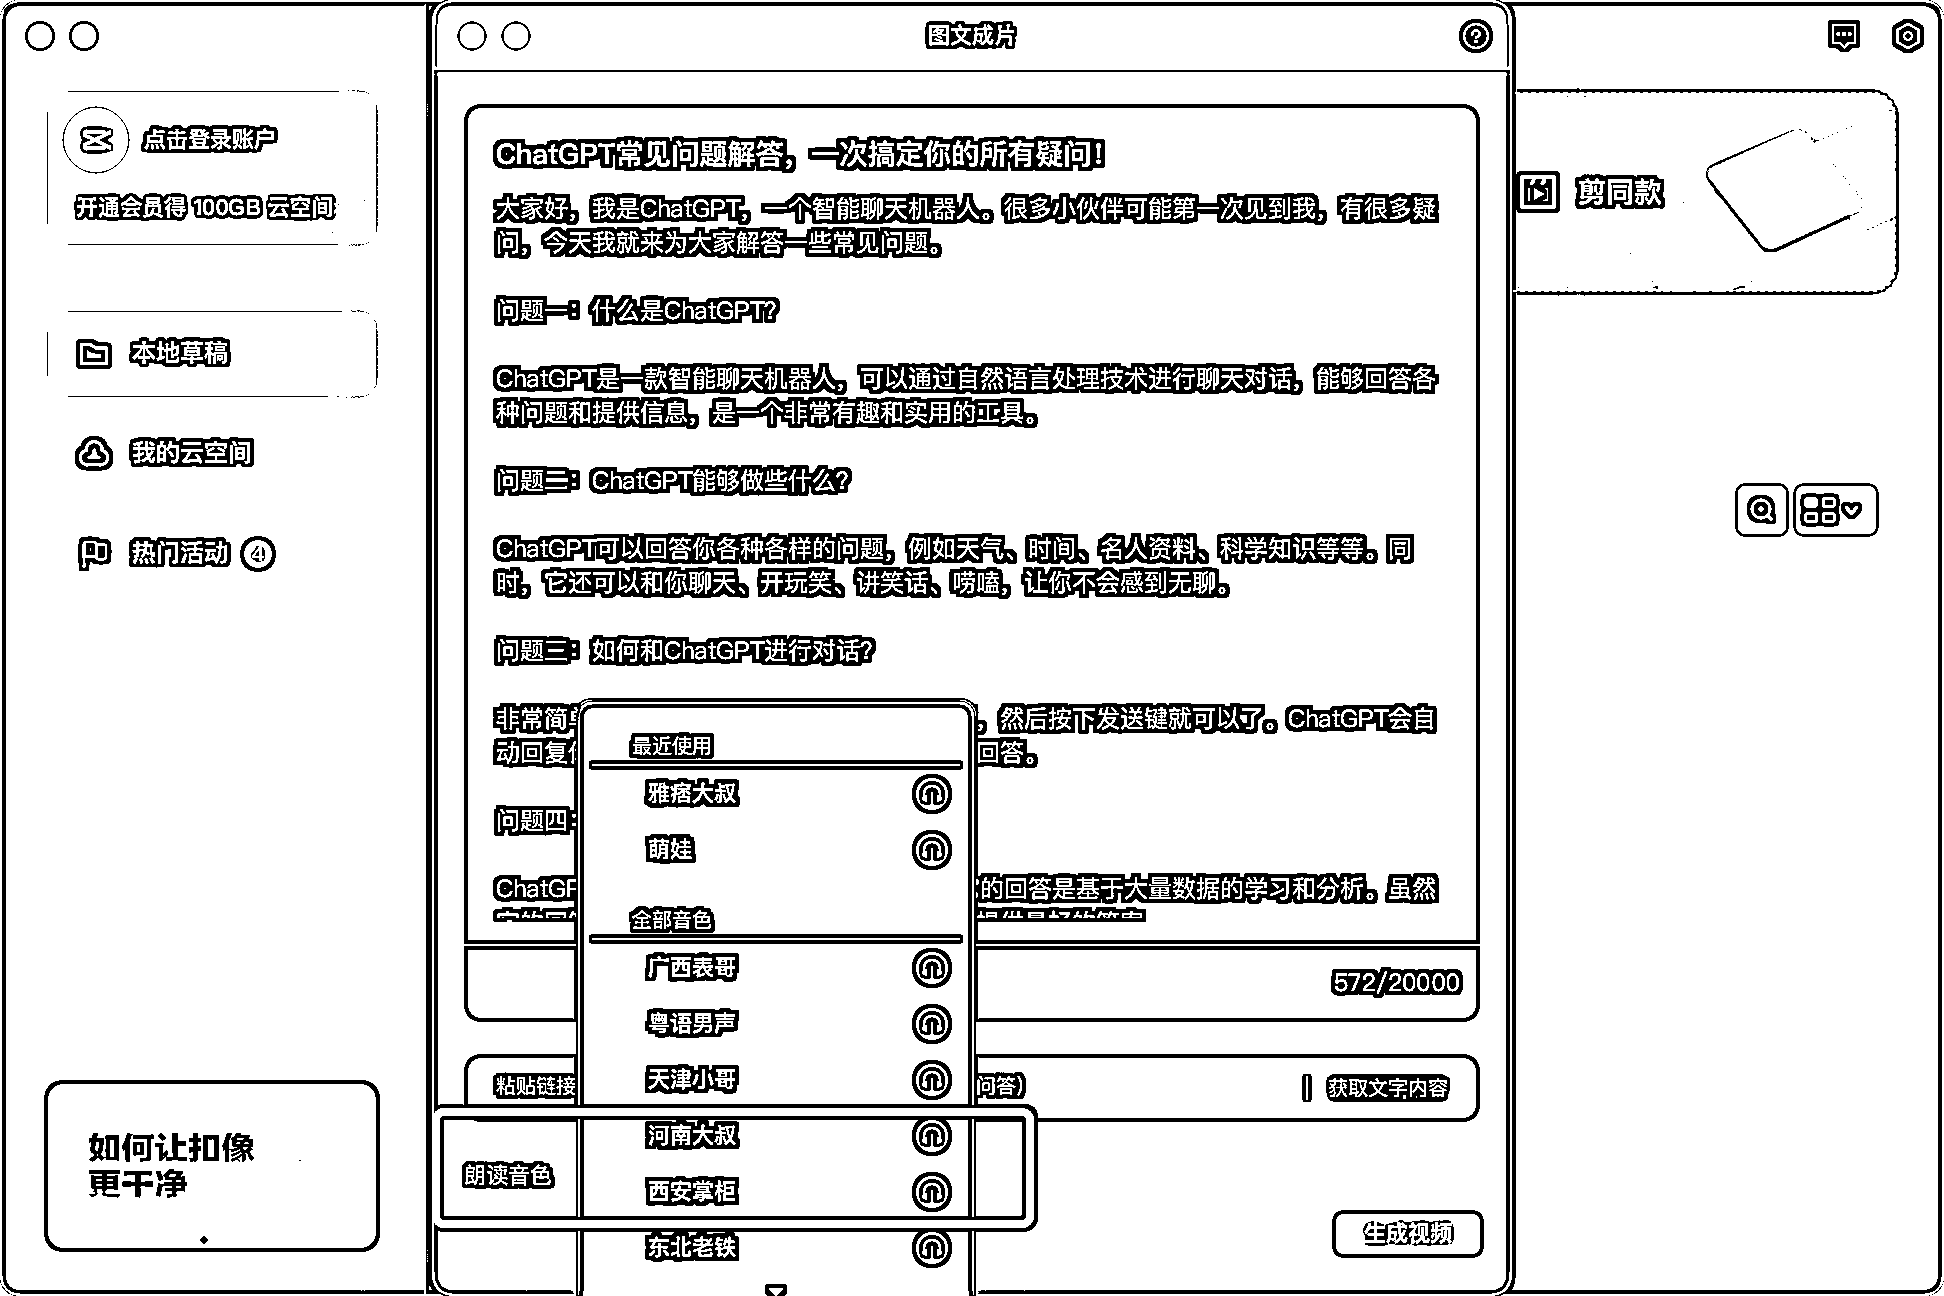 图文成片
点击登录账户
开通会员得 100GB 云空间
本地草稿
我的云空间
热门活动 4
如何让扣像
更干净
ChatGPT常见问题解答，一次搞定你的所有疑问！
大家好，我是ChatGPT，一个智能聊天机器人。很多小伙伴可能第一次见到我，有很多疑
问，今天我就来为大家解答一些常见问题。
问题一：什么是ChatGPT？
ChatGPT是一款智能聊天机器人，可以通过自然语言处理技术进行聊天对话，能够回答各
种问题和提供信息，是一个非常有趣和实用的工具。
问题二：ChatGPT能够做些什么？
ChatGPT可以回答你各种各样的问题，例如天气、时间、名人资料、科学知识等等。同
时，它还可以和你聊天、开玩笑、讲笑话、唠嗑，让你不会感到无聊。
问题三：如何和ChatGPT进行对话？
非常简单 ，然后按下发送键就可以了。ChatGPT会自
动回复 回答。
问题四：
ChatGP 的回答是基于大量数据的学习和分析。虽然
572/20000
粘贴链接 问答）
获取文字内容
朗读音色
最近使用
雅痞大叔
萌娃
全部音色
广西表哥
粤语男声
天津小哥
河南大叔
西安掌柜
东北老铁
生成视频
剪同款